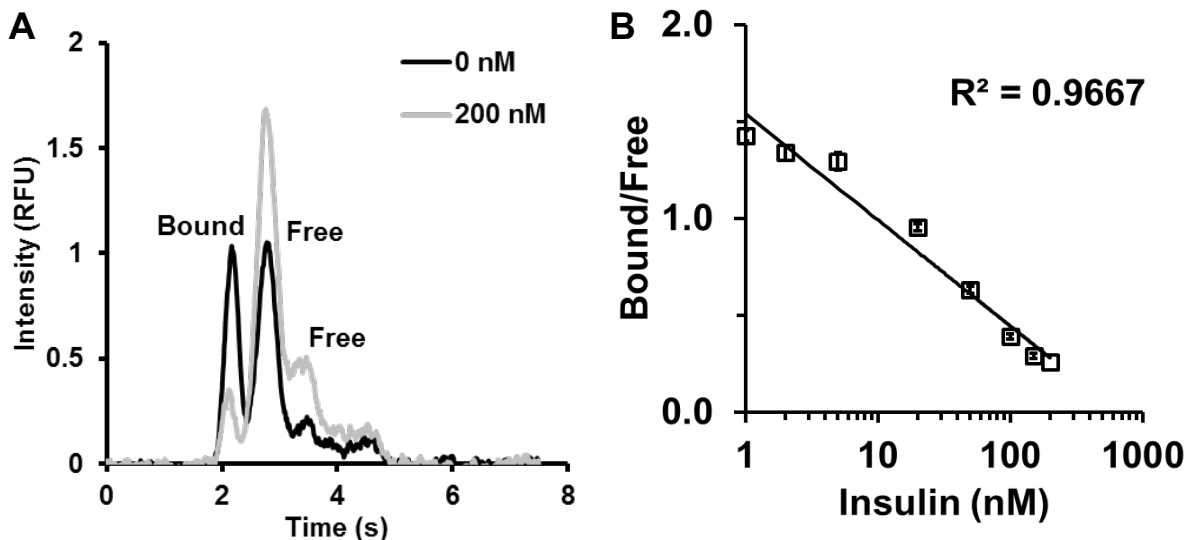 A
2
0 nM
200 nM
1.5
1
0.5
0
Intensity (RFU)
Bound
Free
Free
0 2 4 6 8
Time (s)
B
2.0
R² = 0.9667
1.0
0.0
Bound/Free
1 10 100 1000
Insulin (nM)